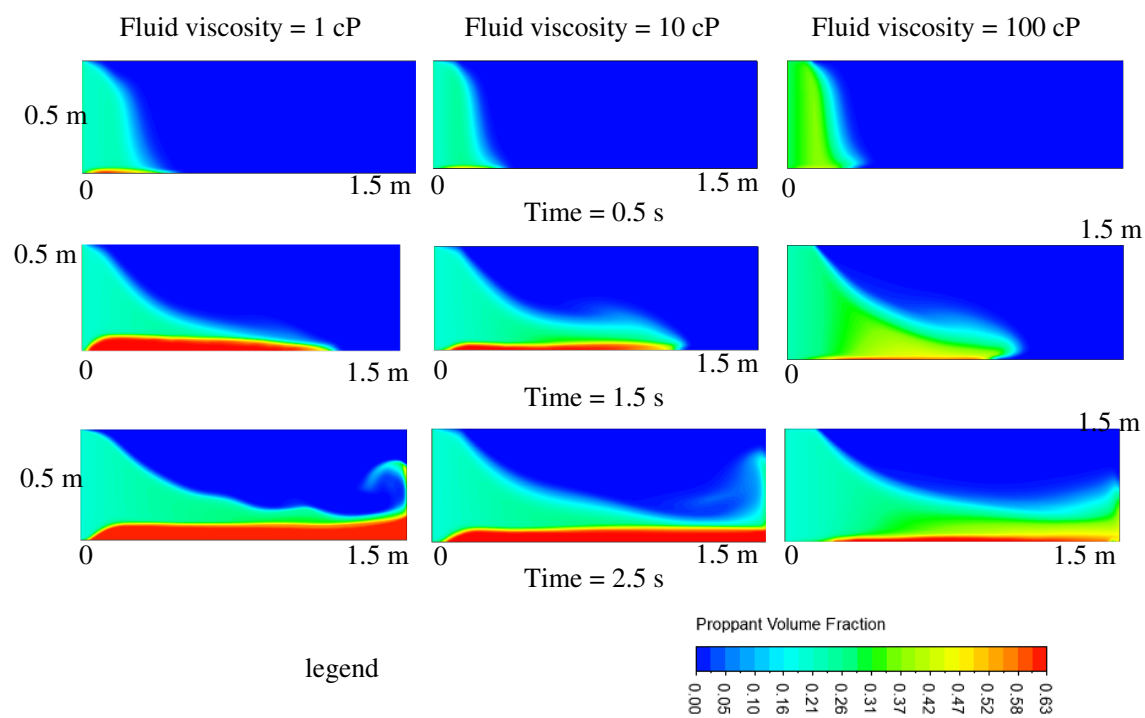 Fluid viscosity = 1 cP
Fluid viscosity = 10 cP
Fluid viscosity = 100 cP
0.5 m
0
1.5 m
0
1.5 m
0
Time = 0.5 s
1.5 m
0.5 m
0
1.5 m
0
1.5 m
0
Time = 1.5 s
1.5 m
0.5 m
0
1.5 m
0
1.5 m
0
1.5 m
Time = 2.5 s
Proppant Volume Fraction
legend
0.00
0.05
0.10
0.16
0.21
0.26
0.31
0.37
0.42
0.47
0.52
0.58
0.63